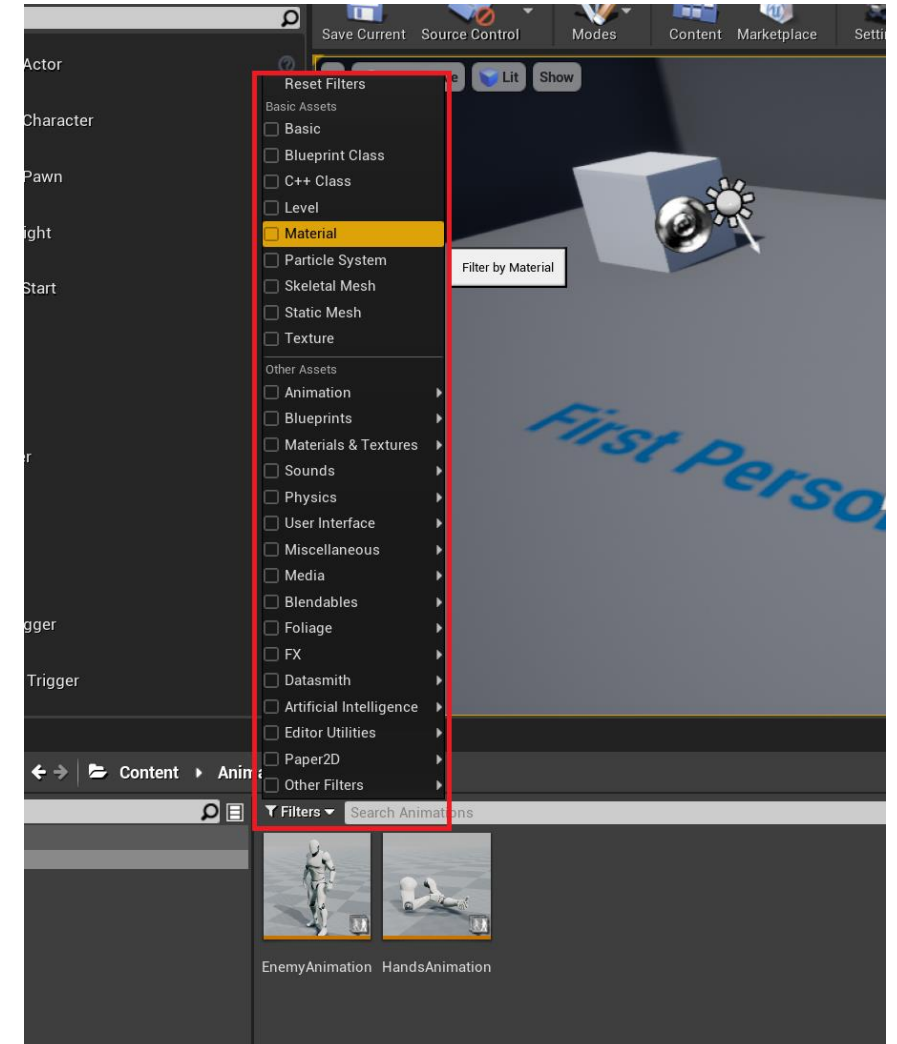 Save Current Source Control Modes Content Marketplace
Lit Show
Actor
Character
Pawn
Reset Filters
Basic Assets
Basic
Blueprint Class
C++ Class
Level
Material
Particle System
Skeletal Mesh
Static Mesh
Texture
Filter by Material
Other Assets
Animation
Blueprints
Materials & Textures
Sounds
Physics
User Interface
Miscellaneous
Media
Blendables
Foliage
FX
Datasmith
Artificial Intelligence
Editor Utilities
Paper2D
Other Filters
Start
Trigger
First
Content
Filters Search Animations
EnemyAnimation HandsAnimation